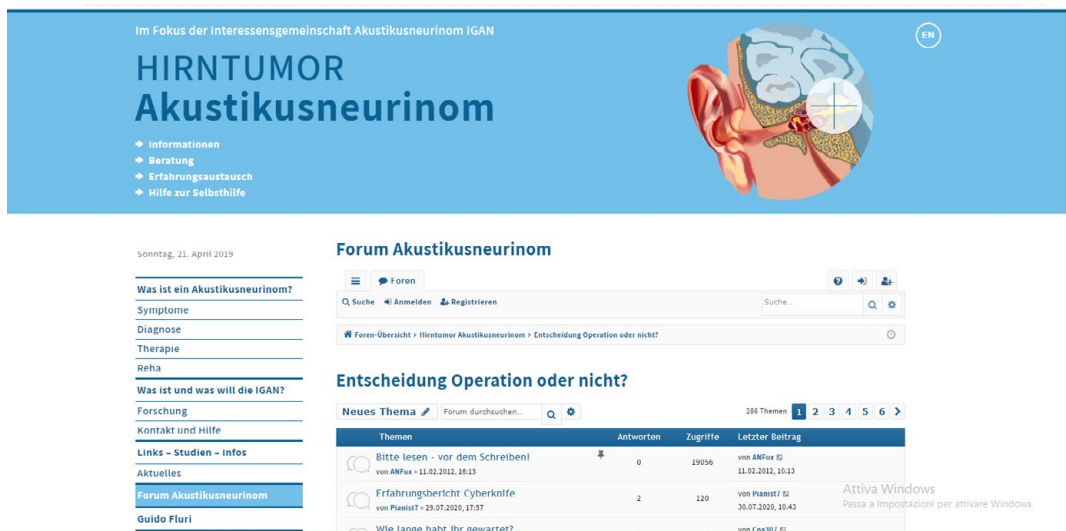 Im Fokus der Interessensgemeinschaft Akustikusneurinom IGAN
EN
HIRNTUMOR
Akustikusneurinom
Informationen
Beratung
Erfahrungsaustausch
Hilfe zur Selbsthilfe
Sonntag, 21. April 2019
Was ist ein Akustikusneurinom?
Symptome
Diagnose
Therapie
Reha
Was ist und was will die IGAN?
Forschung
Kontakt und Hilfe
Links – Studien – Infos
Aktuelles
Forum Akustikusneurinom
Guido Fluri
Forum Akustikusneurinom
Foren
Suche Anmelden Registrieren
Suche...
Foren-Übersicht › Hirntumor Akustikusneurinom › Entscheidung Operation oder nicht?
Entscheidung Operation oder nicht?
Neues Thema Forum durchsuchen... 286 Themen 1 2 3 4 5 6
Themen Antworten Zugriffe Letzter Beitrag
Bitte lesen - vor dem Schreiben! 0 19056 von ANFux
von ANFux » 11.02.2012, 16:13 11.02.2012, 16:13
Erfahrungsbericht Cyberknife 2 120 von Pianist7
von Pianist7 » 29.07.2020, 17:57 30.07.2020, 10:43
Wie lange habt ihr gewartet? von
Attiva Windows
Passa a Impostazioni per attivare Windows.